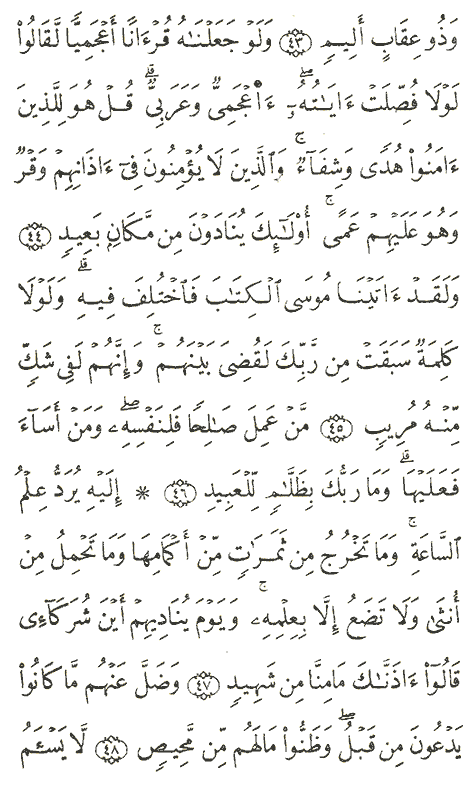 وَذُو عِقَابٍ أَلِيمٍ ۝٤٣ وَلَوْ جَعَلْنَٰهُ قُرْءَانًا أَعْجَمِيًّا لَّقَالُوا۟
لَوْلَا فُصِّلَتْ ءَايَٰتُهُۥٓ ۖ ءَا۬عْجَمِىٌّ وَعَرَبِىٌّ ۗ قُلْ هُوَ لِلَّذِينَ
ءَامَنُوا۟ هُدًى وَشِفَآءٌ ۖ وَٱلَّذِينَ لَا يُؤْمِنُونَ فِىٓ ءَاذَانِهِمْ وَقْرٌ
وَهُوَ عَلَيْهِمْ عَمًى ۚ أُو۟لَٰٓئِكَ يُنَادَوْنَ مِن مَّكَانٍۭ بَعِيدٍ ۝٤٤
وَلَقَدْ ءَاتَيْنَا مُوسَى ٱلْكِتَٰبَ فَٱخْتُلِفَ فِيهِ ۗ وَلَوْلَا
كَلِمَةٌ سَبَقَتْ مِن رَّبِّكَ لَقُضِىَ بَيْنَهُمْ ۚ وَإِنَّهُمْ لَفِى شَكٍّ
مِّنْهُ مُرِيبٍ ۝٤٥ مَّنْ عَمِلَ صَٰلِحًا فَلِنَفْسِهِۦ ۖ وَمَنْ أَسَآءَ
فَعَلَيْهَا ۗ وَمَا رَبُّكَ بِظَلَّٰمٍ لِّلْعَبِيدِ ۝٤٦ * إِلَيْهِ يُرَدُّ عِلْمُ
ٱلسَّاعَةِ ۚ وَمَا تَخْرُجُ مِن ثَمَرَٰتٍ مِّنْ أَكْمَامِهَا وَمَا تَحْمِلُ مِنْ
أُنثَىٰ وَلَا تَضَعُ إِلَّا بِعِلْمِهِۦ ۚ وَيَوْمَ يُنَادِيهِمْ أَيْنَ شُرَكَآءِى
قَالُوٓا۟ ءَاذَنَّٰكَ مَا مِنَّا مِن شَهِيدٍ ۝٤٧ وَضَلَّ عَنْهُم مَّا كَانُوا۟
يَدْعُونَ مِن قَبْلُ ۖ وَظَنُّوا۟ مَا لَهُم مِّن مَّحِيصٍ ۝٤٨ لَّا يَسْـَٔمُ